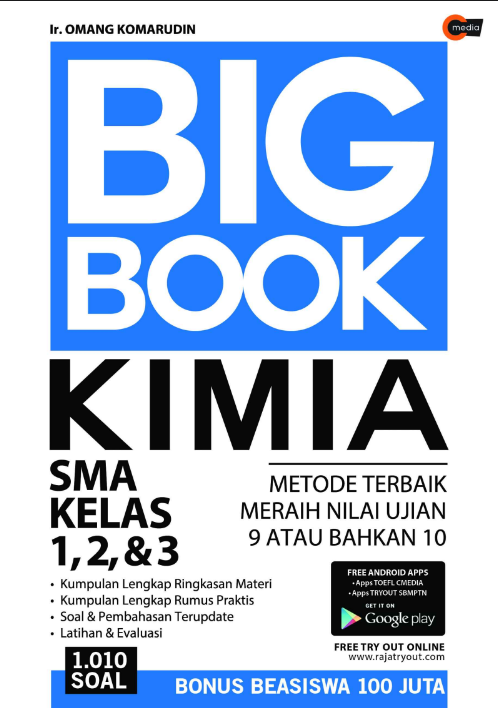 Ir. OMANG KOMARUDIN
C media
BIG
BOOK
KIMIA
SMA
KELAS
1, 2, & 3
METODE TERBAIK
MERAIH NILAI UJIAN
9 ATAU BAHKAN 10
• Kumpulan Lengkap Ringkasan Materi
• Kumpulan Lengkap Rumus Praktis
• Soal & Pembahasan Terupdate
• Latihan & Evaluasi
FREE ANDROID APPS
• Apps TOEFL CMEDIA
• Apps TRYOUT SBMPTN
GET IT ON
Google play
FREE TRY OUT ONLINE
www.rajatryout.com
1.010
SOAL
BONUS BEASISWA 100 JUTA